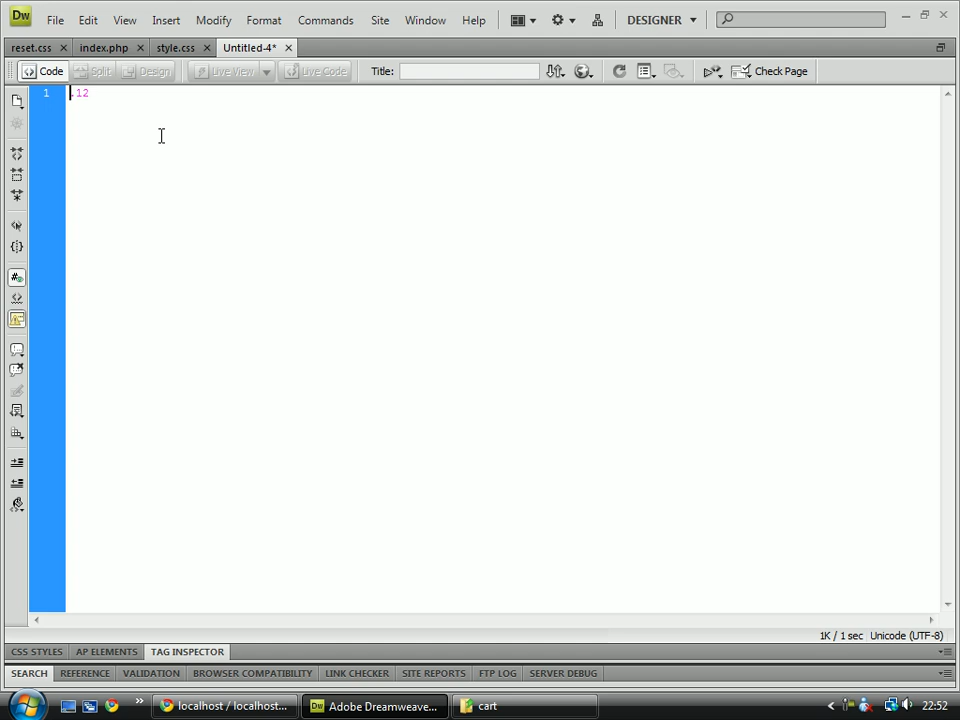 Dw File Edit View Insert Modify Format Commands Site Window Help DESIGNER
reset.css index.php style.css Untitled-4*
Code Split Design Live View Live Code Title: Check Page
1 .12
1K / 1 sec Unicode (UTF-8)
CSS STYLES AP ELEMENTS TAG INSPECTOR
SEARCH REFERENCE VALIDATION BROWSER COMPATIBILITY LINK CHECKER SITE REPORTS FTP LOG SERVER DEBUG
localhost / localhost... Dw Adobe Dreamweave... cart 22:52